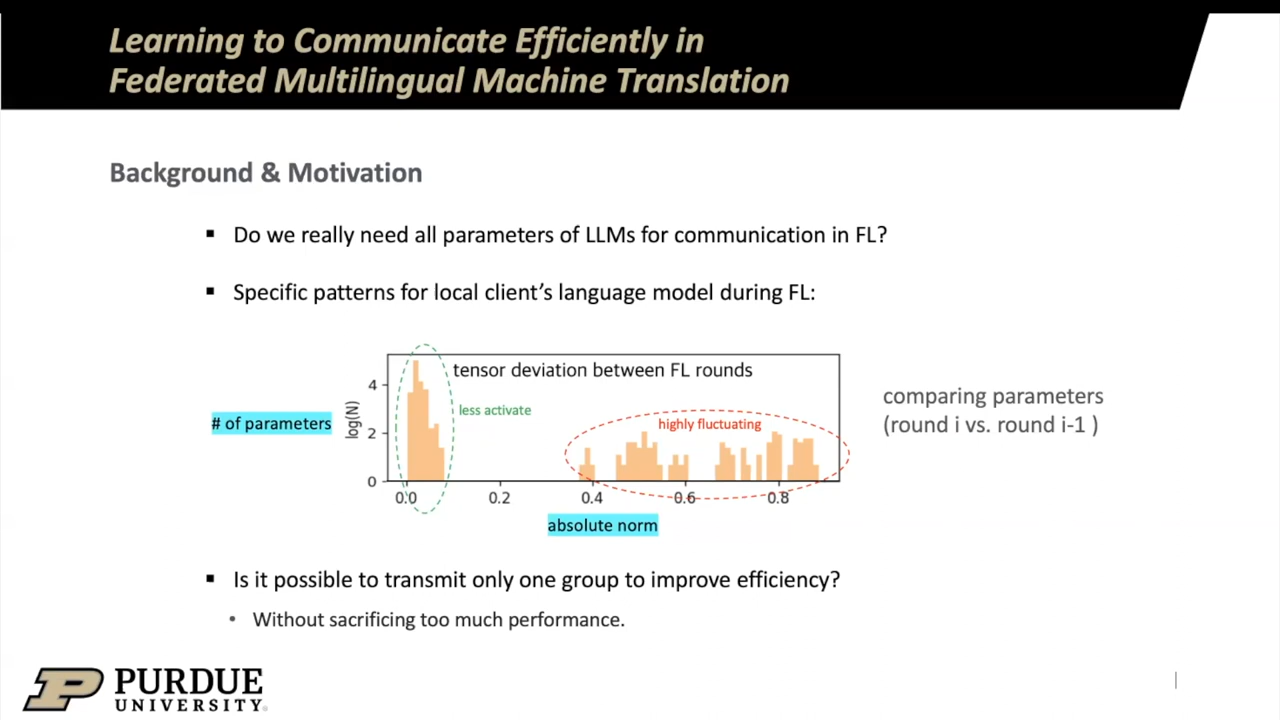 Learning to Communicate Efficiently in
Federated Multilingual Machine Translation
Background & Motivation
▪ Do we really need all parameters of LLMs for communication in FL?
▪ Specific patterns for local client's language model during FL:
tensor deviation between FL rounds
less activate
highly fluctuating
# of parameters
log(N)
4
2
0
0.0 0.2 0.4 0.6 0.8
absolute norm
comparing parameters
(round i vs. round i-1 )
▪ Is it possible to transmit only one group to improve efficiency?
• Without sacrificing too much performance.
PURDUE
UNIVERSITY®